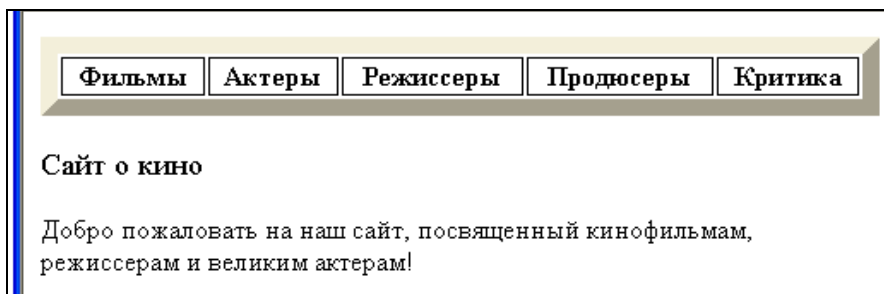 Фильмы Актеры Режиссеры Продюсеры Критика
Сайт о кино
Добро пожаловать на наш сайт, посвященный кинофильмам,
режиссерам и великим актерам!